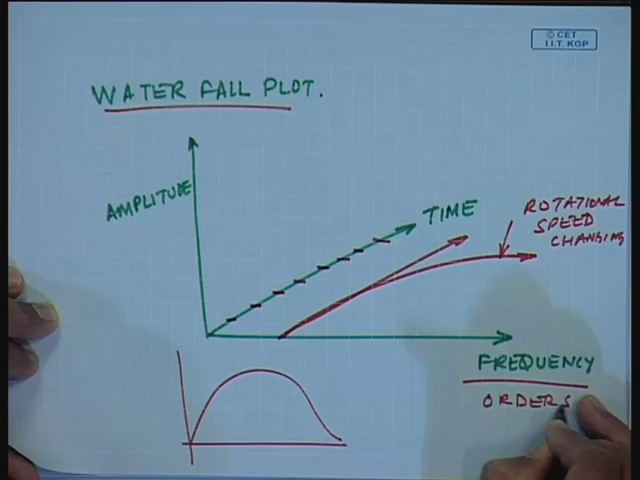 © CET
I.I.T. KGP
WATER FALL PLOT.
AMPLITUDE
TIME
ROTATIONAL
SPEED
CHANGING
FREQUENCY
ORDERS